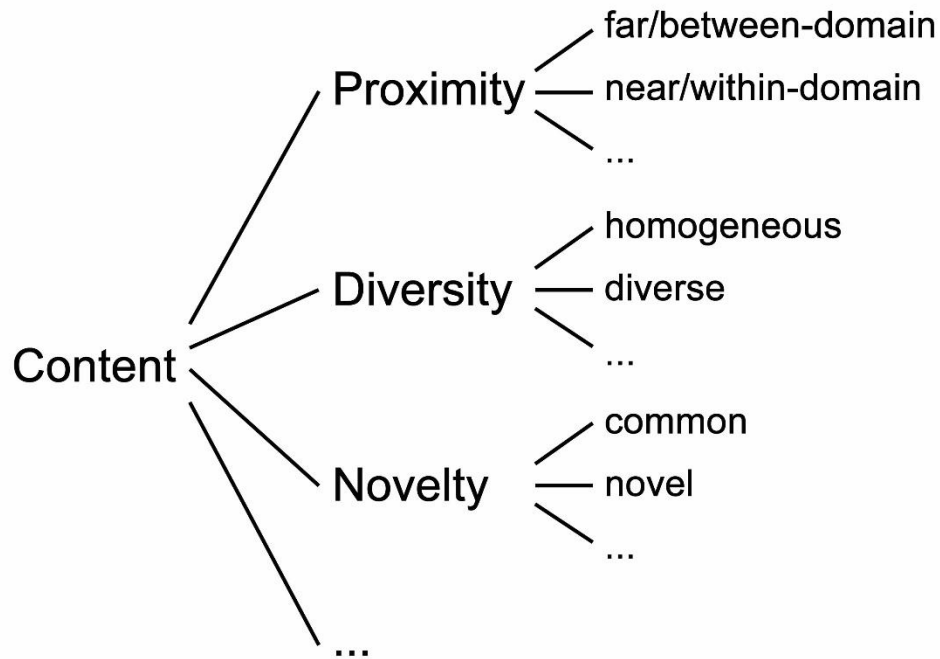 far/between-domain
Proximity
near/within-domain
...
homogeneous
Diversity
diverse
...
Content
common
Novelty
novel
...
...